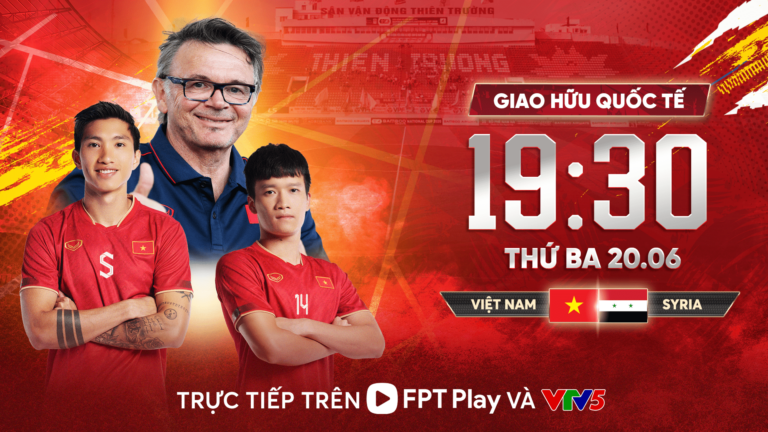 SÂN VẬN ĐỘNG THIÊN TRƯỜNG
THIÊN TRƯỜNG
GIAO HỮU QUỐC TẾ
19:30
THỨ BA 20.06
VIỆT NAM
SYRIA
S
14
TRỰC TIẾP TRÊN FPT Play VÀ VTV5